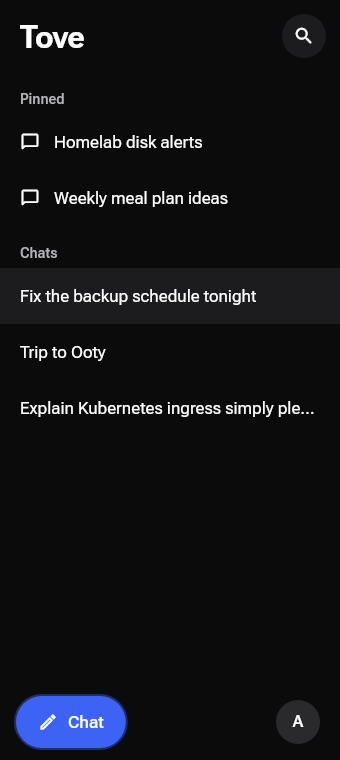 Tove
Pinned
Homelab disk alerts
Weekly meal plan ideas
Chats
Fix the backup schedule tonight
Trip to Ooty
Explain Kubernetes ingress simply ple...
Chat
A